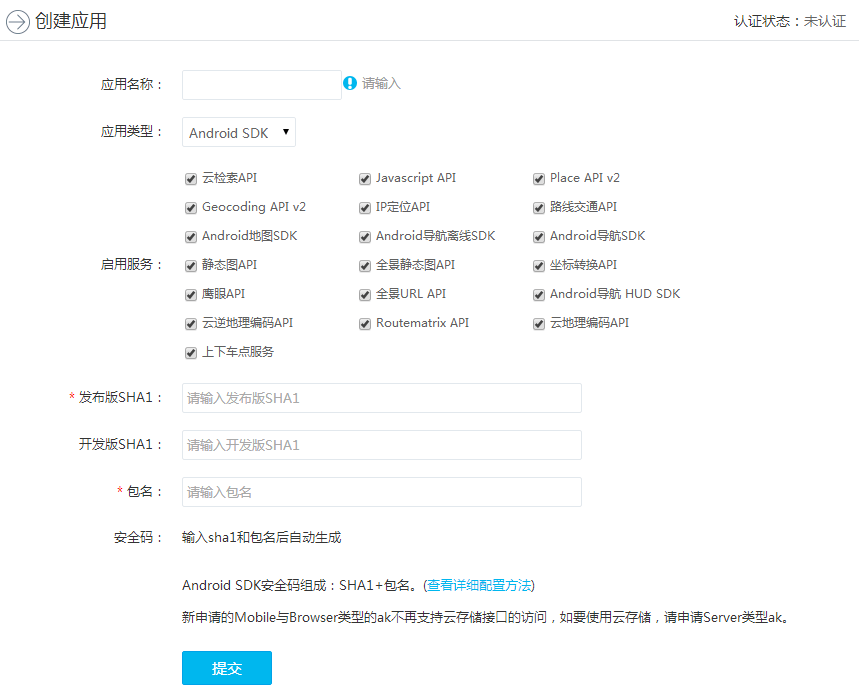 创建应用 认证状态：未认证
应用名称： 请输入
应用类型： Android SDK
云检索API Javascript API Place API v2
Geocoding API v2 IP定位API 路线交通API
Android地图SDK Android导航离线SDK Android导航SDK
启用服务： 静态图API 全景静态图API 坐标转换API
鹰眼API 全景URL API Android导航 HUD SDK
云逆地理编码API Routematrix API 云地理编码API
上下车点服务
* 发布版SHA1： 请输入发布版SHA1
开发版SHA1： 请输入开发版SHA1
* 包名： 请输入包名
安全码： 输入sha1和包名后自动生成
Android SDK安全码组成：SHA1+包名。(查看详细配置方法)
新申请的Mobile与Browser类型的ak不再支持云存储接口的访问，如要使用云存储，请申请Server类型ak。
提交